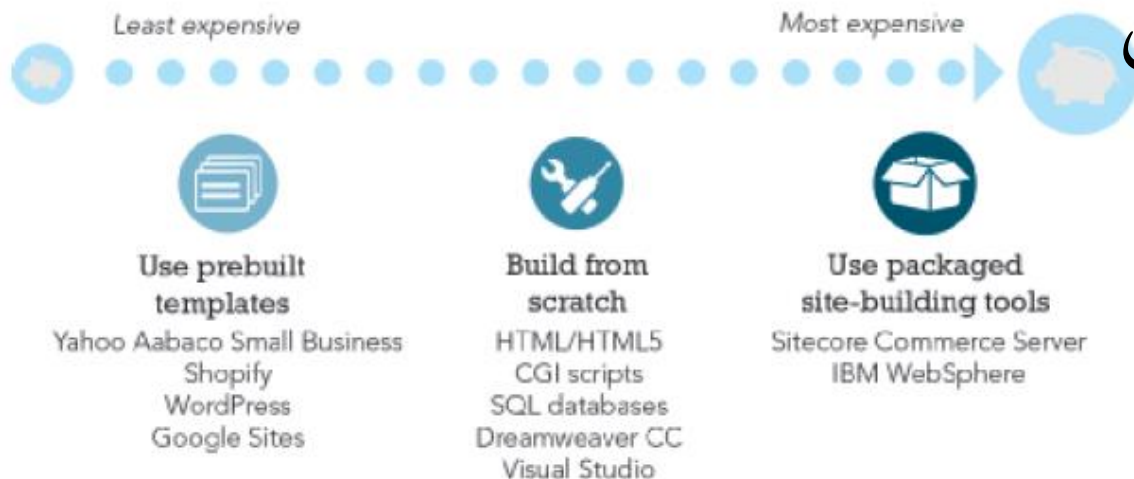 Least expensive
Most expensive
Use prebuilt
templates
Yahoo Aabaco Small Business
Shopify
WordPress
Google Sites
Build from
scratch
HTML/HTML5
CGI scripts
SQL databases
Dreamweaver CC
Visual Studio
Use packaged
site-building tools
Sitecore Commerce Server
IBM WebSphere